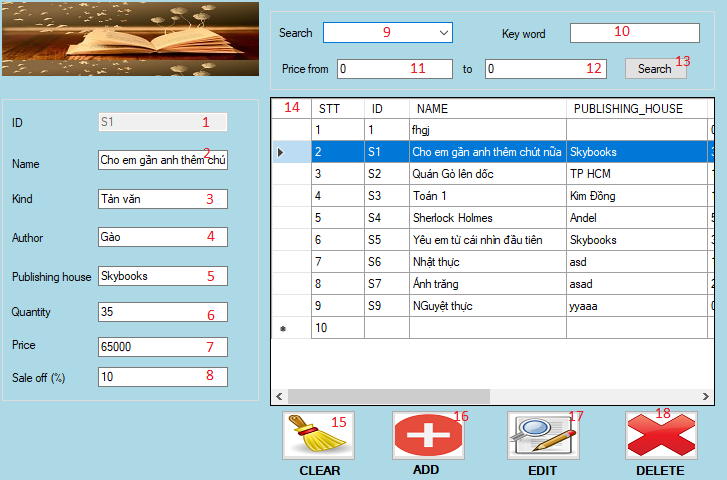 Search 9 Key word 10
Price from 0 11 to 0 12 Search 13
ID S1 1
Name Cho em gần anh thêm chú 2
Kind Tản văn 3
Author Gào 4
Publishing house Skybooks 5
Quantity 35 6
Price 65000 7
Sale off (%) 10 8
14 STT ID NAME PUBLISHING_HOUSE
1 1 fhgj
2 S1 Cho em gần anh thêm chút nữa Skybooks
3 S2 Quán Gò lên dốc TP HCM
4 S3 Toán 1 Kim Đồng
5 S4 Sherlock Holmes Andel
6 S5 Yêu em từ cái nhìn đầu tiên Skybooks
7 S6 Nhật thực asd
8 S7 Ánh trăng asad
9 S9 NGuyệt thực yyaaa
10
15 16 17 18
CLEAR ADD EDIT DELETE